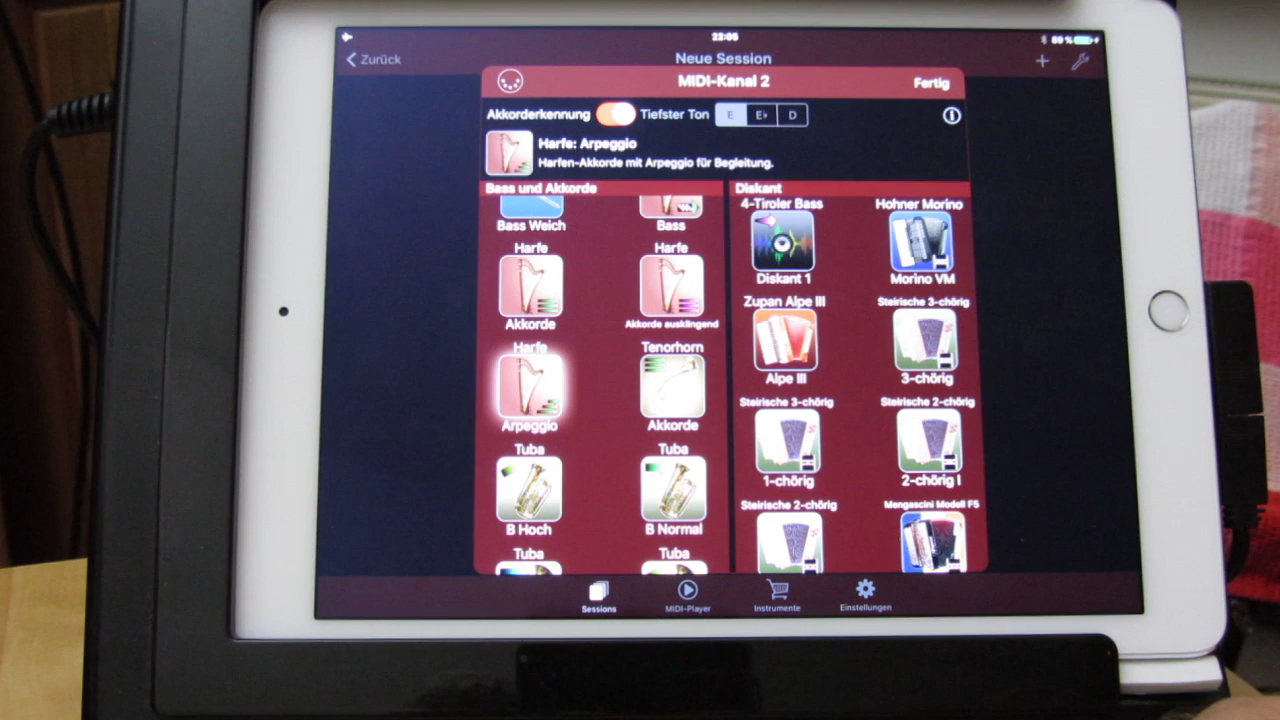 22:05
89 %
Zurück
Neue Session
MIDI-Kanal 2
Fertig
Akkorderkennung
Tiefster Ton
E
E♭
D
Harfe: Arpeggio
Harfen-Akkorde mit Arpeggio für Begleitung.
Bass und Akkorde
Bass Weich
Bass
Harfe
Akkorde
Harfe
Akkorde ausklingend
Harfe
Arpeggio
Tenorhorn
Akkorde
Tuba
B Hoch
Tuba
B Normal
Tuba
Tuba
Diskant
4-Tiroler Bass
Diskant 1
Hohner Morino
Morino VM
Zupan Alpe III
Alpe III
Steirische 3-chörig
3-chörig
Steirische 3-chörig
1-chörig
Steirische 2-chörig
2-chörig I
Steirische 2-chörig
Mengascini Modell F5
Sessions
MIDI-Player
Instrumente
Einstellungen